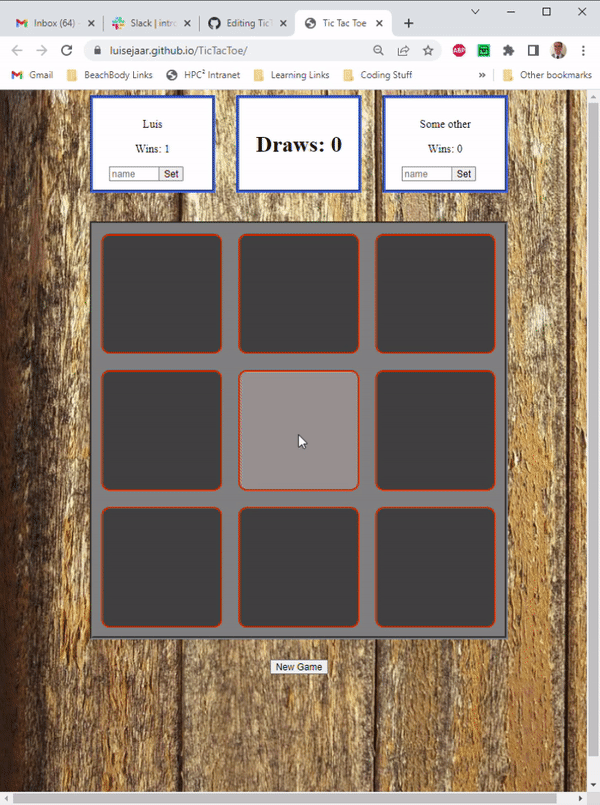 Inbox (64)
Slack | intr
Editing TicT
Tic Tac Toe
luisejaar.github.io/TicTacToe/
ABP
Gmail
BeachBody Links
HPC² Intranet
Learning Links
Coding Stuff
»
Other bookmarks
Luis
Wins: 1
name
Set
Draws: 0
Some other
Wins: 0
name
Set
New Game